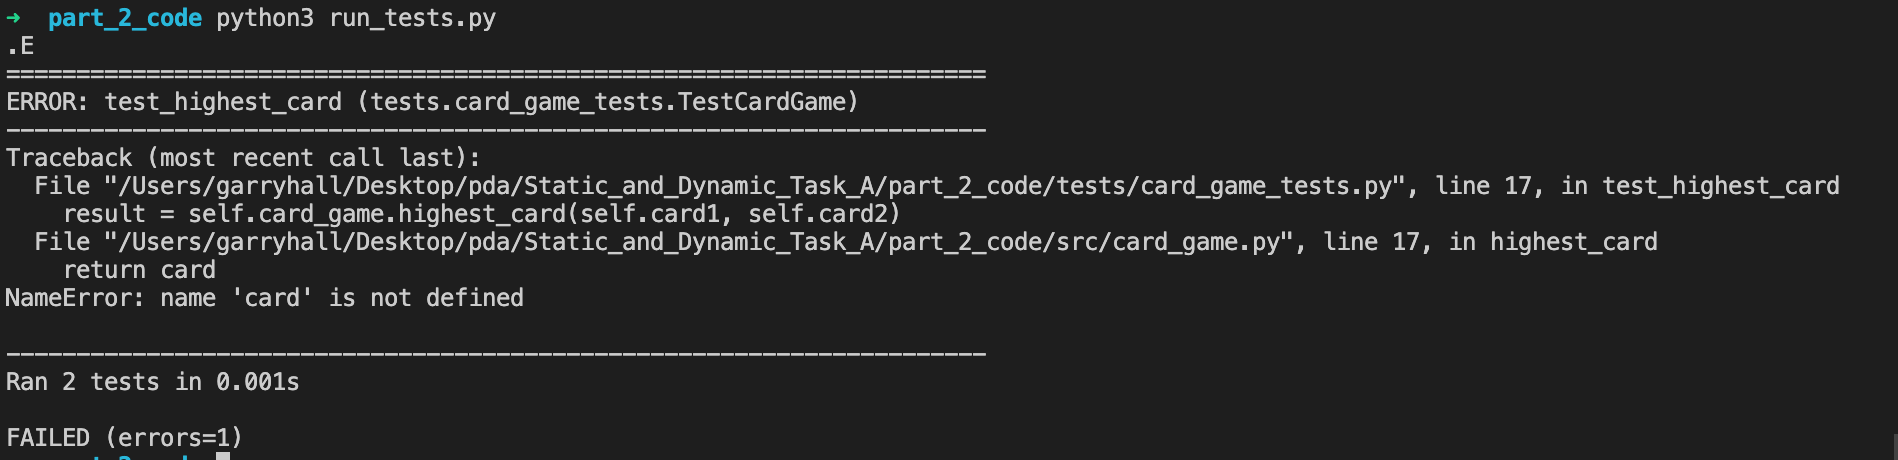 ➜  part_2_code python3 run_tests.py
.E
======================================================================
ERROR: test_highest_card (tests.card_game_tests.TestCardGame)
----------------------------------------------------------------------
Traceback (most recent call last):
  File "/Users/garryhall/Desktop/pda/Static_and_Dynamic_Task_A/part_2_code/tests/card_game_tests.py", line 17, in test_highest_card
    result = self.card_game.highest_card(self.card1, self.card2)
  File "/Users/garryhall/Desktop/pda/Static_and_Dynamic_Task_A/part_2_code/src/card_game.py", line 17, in highest_card
    return card
NameError: name 'card' is not defined

----------------------------------------------------------------------
Ran 2 tests in 0.001s

FAILED (errors=1)